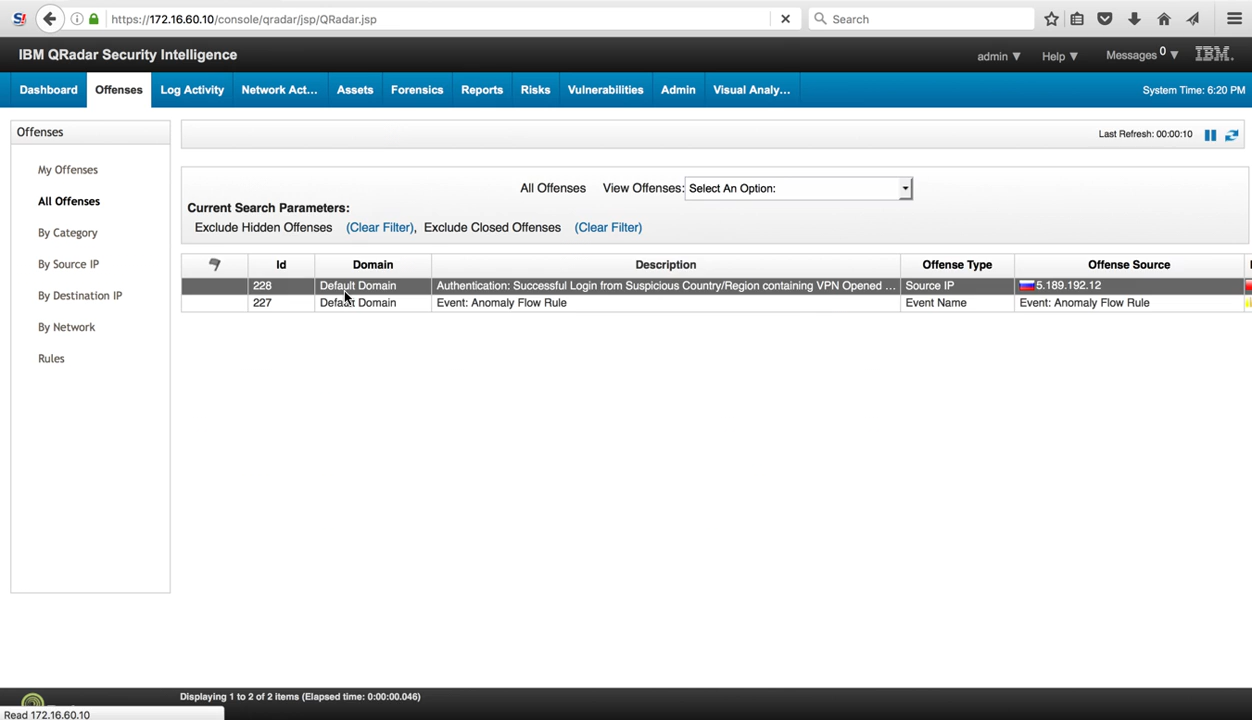 https://172.16.60.10/console/qradar/jsp/QRadar.jsp
Search
IBM QRadar Security Intelligence
admin ▼ Help ▼ Messages 0 ▼ IBM.
Dashboard Offenses Log Activity Network Act... Assets Forensics Reports Risks Vulnerabilities Admin Visual Analy... System Time: 6:20 PM
Offenses
My Offenses
All Offenses
By Category
By Source IP
By Destination IP
By Network
Rules
Last Refresh: 00:00:10
All Offenses View Offenses: Select An Option:
Current Search Parameters:
Exclude Hidden Offenses (Clear Filter), Exclude Closed Offenses (Clear Filter)
Id Domain Description Offense Type Offense Source
228 Default Domain Authentication: Successful Login from Suspicious Country/Region containing VPN Opened ... Source IP 5.189.192.12
227 Default Domain Event: Anomaly Flow Rule Event Name Event: Anomaly Flow Rule
Displaying 1 to 2 of 2 items (Elapsed time: 0:00:00.046)
Read 172.16.60.10